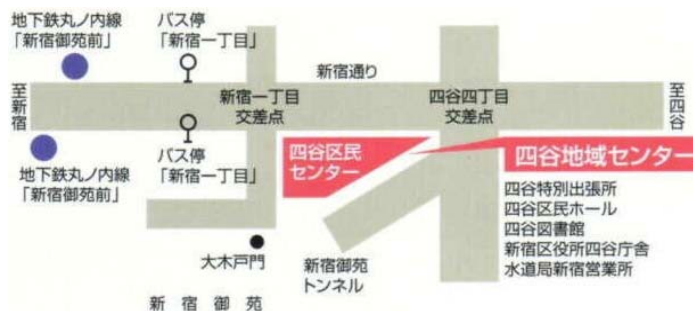 地下鉄丸ノ内線
「新宿御苑前」
バス停
「新宿一丁目」
新宿通り
至新宿
新宿一丁目
交差点
四谷四丁目
交差点
至四谷
地下鉄丸ノ内線
「新宿御苑前」
バス停
「新宿一丁目」
四谷区民
センター
四谷地域センター
四谷特別出張所
四谷区民ホール
四谷図書館
新宿区役所四谷庁舎
水道局新宿営業所
大木戸門
新宿御苑
トンネル
新宿御苑